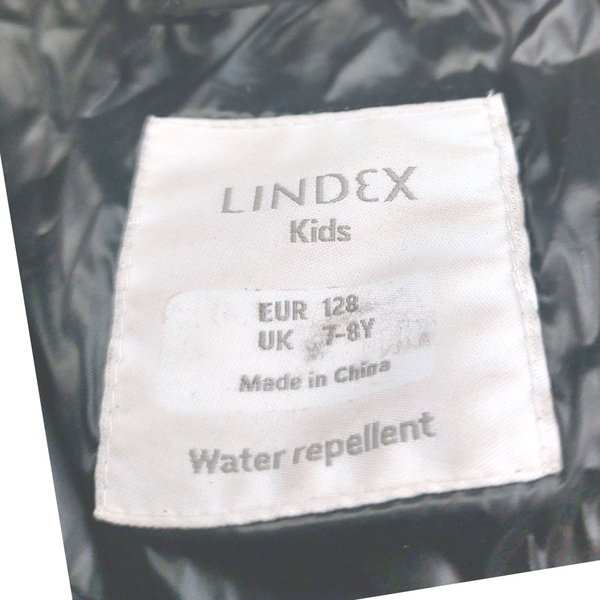 LINDEX
Kids
EUR 128
UK 7-8Y
Made in China
Water repellent